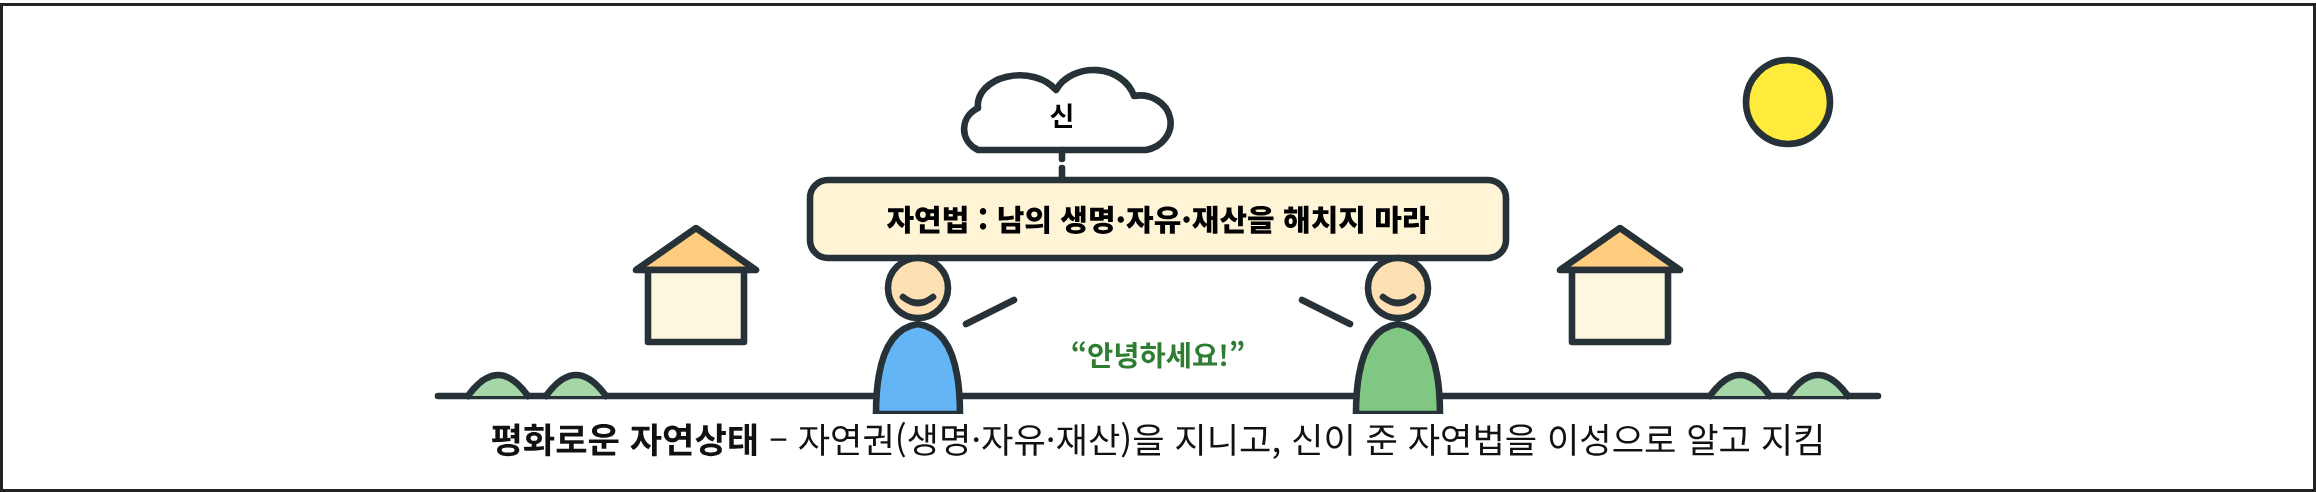 신
자연법 : 남의 생명·자유·재산을 해치지 마라
“안녕하세요!”
평화로운 자연상태 – 자연권(생명·자유·재산)을 지니고, 신이 준 자연법을 이성으로 알고 지킴